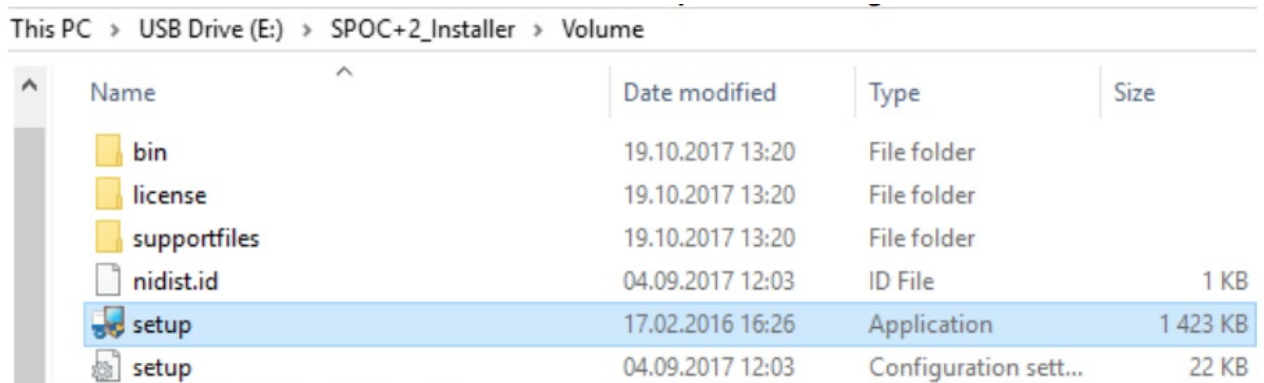 This PC > USB Drive (E:) > SPOC+2_Installer > Volume
Name Date modified Type Size
bin 19.10.2017 13:20 File folder
license 19.10.2017 13:20 File folder
supportfiles 19.10.2017 13:20 File folder
nidist.id 04.09.2017 12:03 ID File 1 KB
setup 17.02.2016 16:26 Application 1 423 KB
setup 04.09.2017 12:03 Configuration sett... 22 KB